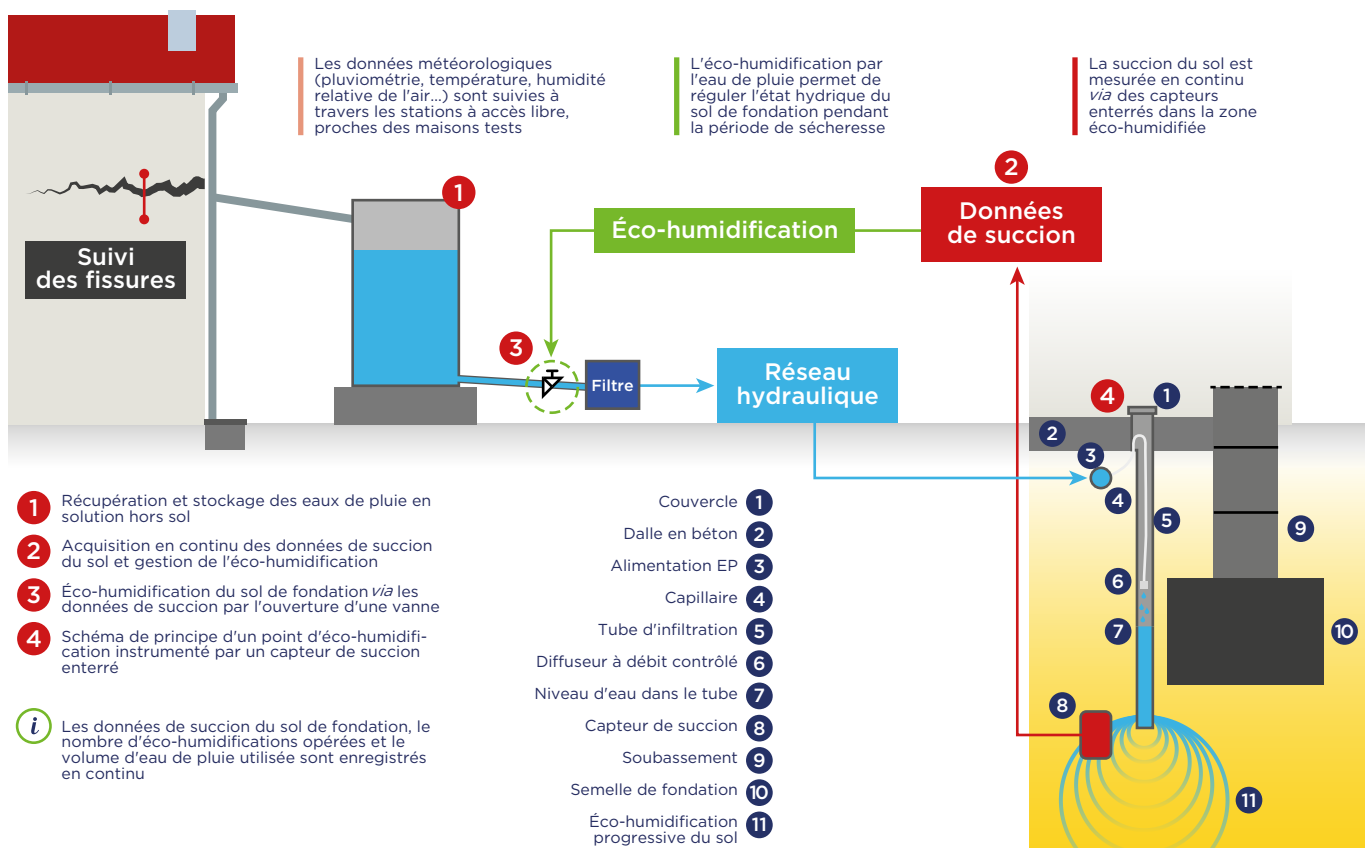 Les données météorologiques
(pluviométrie, température, humidité
relative de l'air...) sont suivies à
travers les stations à accès libre,
proches des maisons tests
L'éco-humidification par
l'eau de pluie permet de
réguler l'état hydrique du
sol de fondation pendant
la période de sécheresse
La succion du sol est
mesurée en continu
via des capteurs
enterrés dans la zone
éco-humidifiée
Suivi
des fissures
1
Éco-humidification
2
Données
de succion
3
Filtre
Réseau
hydraulique
4
1
2
3
4
5
6
7
8
9
10
11
1 Récupération et stockage des eaux de pluie en
solution hors sol
2 Acquisition en continu des données de succion
du sol et gestion de l'éco-humidification
3 Éco-humidification du sol de fondation via les
données de succion par l'ouverture d'une vanne
4 Schéma de principe d'un point d'éco-humidifi-
cation instrumenté par un capteur de succion
enterré
i Les données de succion du sol de fondation, le
nombre d'éco-humidifications opérées et le
volume d'eau de pluie utilisée sont enregistrés
en continu
Couvercle 1
Dalle en béton 2
Alimentation EP 3
Capillaire 4
Tube d'infiltration 5
Diffuseur à débit contrôlé 6
Niveau d'eau dans le tube 7
Capteur de succion 8
Soubassement 9
Semelle de fondation 10
Éco-humidification
progressive du sol 11